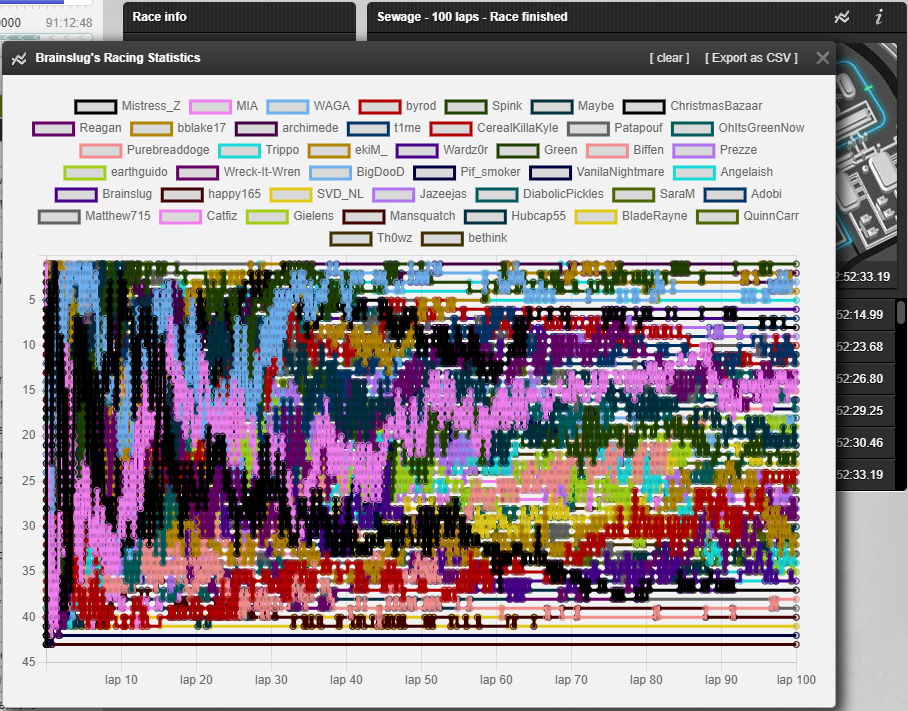 0000 91:12:48
Race info
Sewage - 100 laps - Race finished
Brainslug's Racing Statistics [ clear ] [ Export as CSV ]
Mistress_Z MIA WAGA byrod Spink Maybe ChristmasBazaar
Reagan bblake17 archimede t1me CerealKillaKyle Patapouf OhItsGreenNow
Purebreaddoge Trippo ekiM_ Wardz0r Green Biffen Prezze
earthguido Wreck-It-Wren BigDooD Pif_smoker VanilaNightmare Angelaish
Brainslug happy165 SVD_NL Jazeejas DiabolicPickles SaraM Adobi
Matthew715 Catfiz Gielens Mansquatch Hubcap55 BladeRayne QuinnCarr
Th0wz bethink
5
10
15
20
25
30
35
40
45
lap 10 lap 20 lap 30 lap 40 lap 50 lap 60 lap 70 lap 80 lap 90 lap 100
:52:33.19
52:14.99
52:23.68
52:26.80
52:29.25
52:30.46
52:33.19